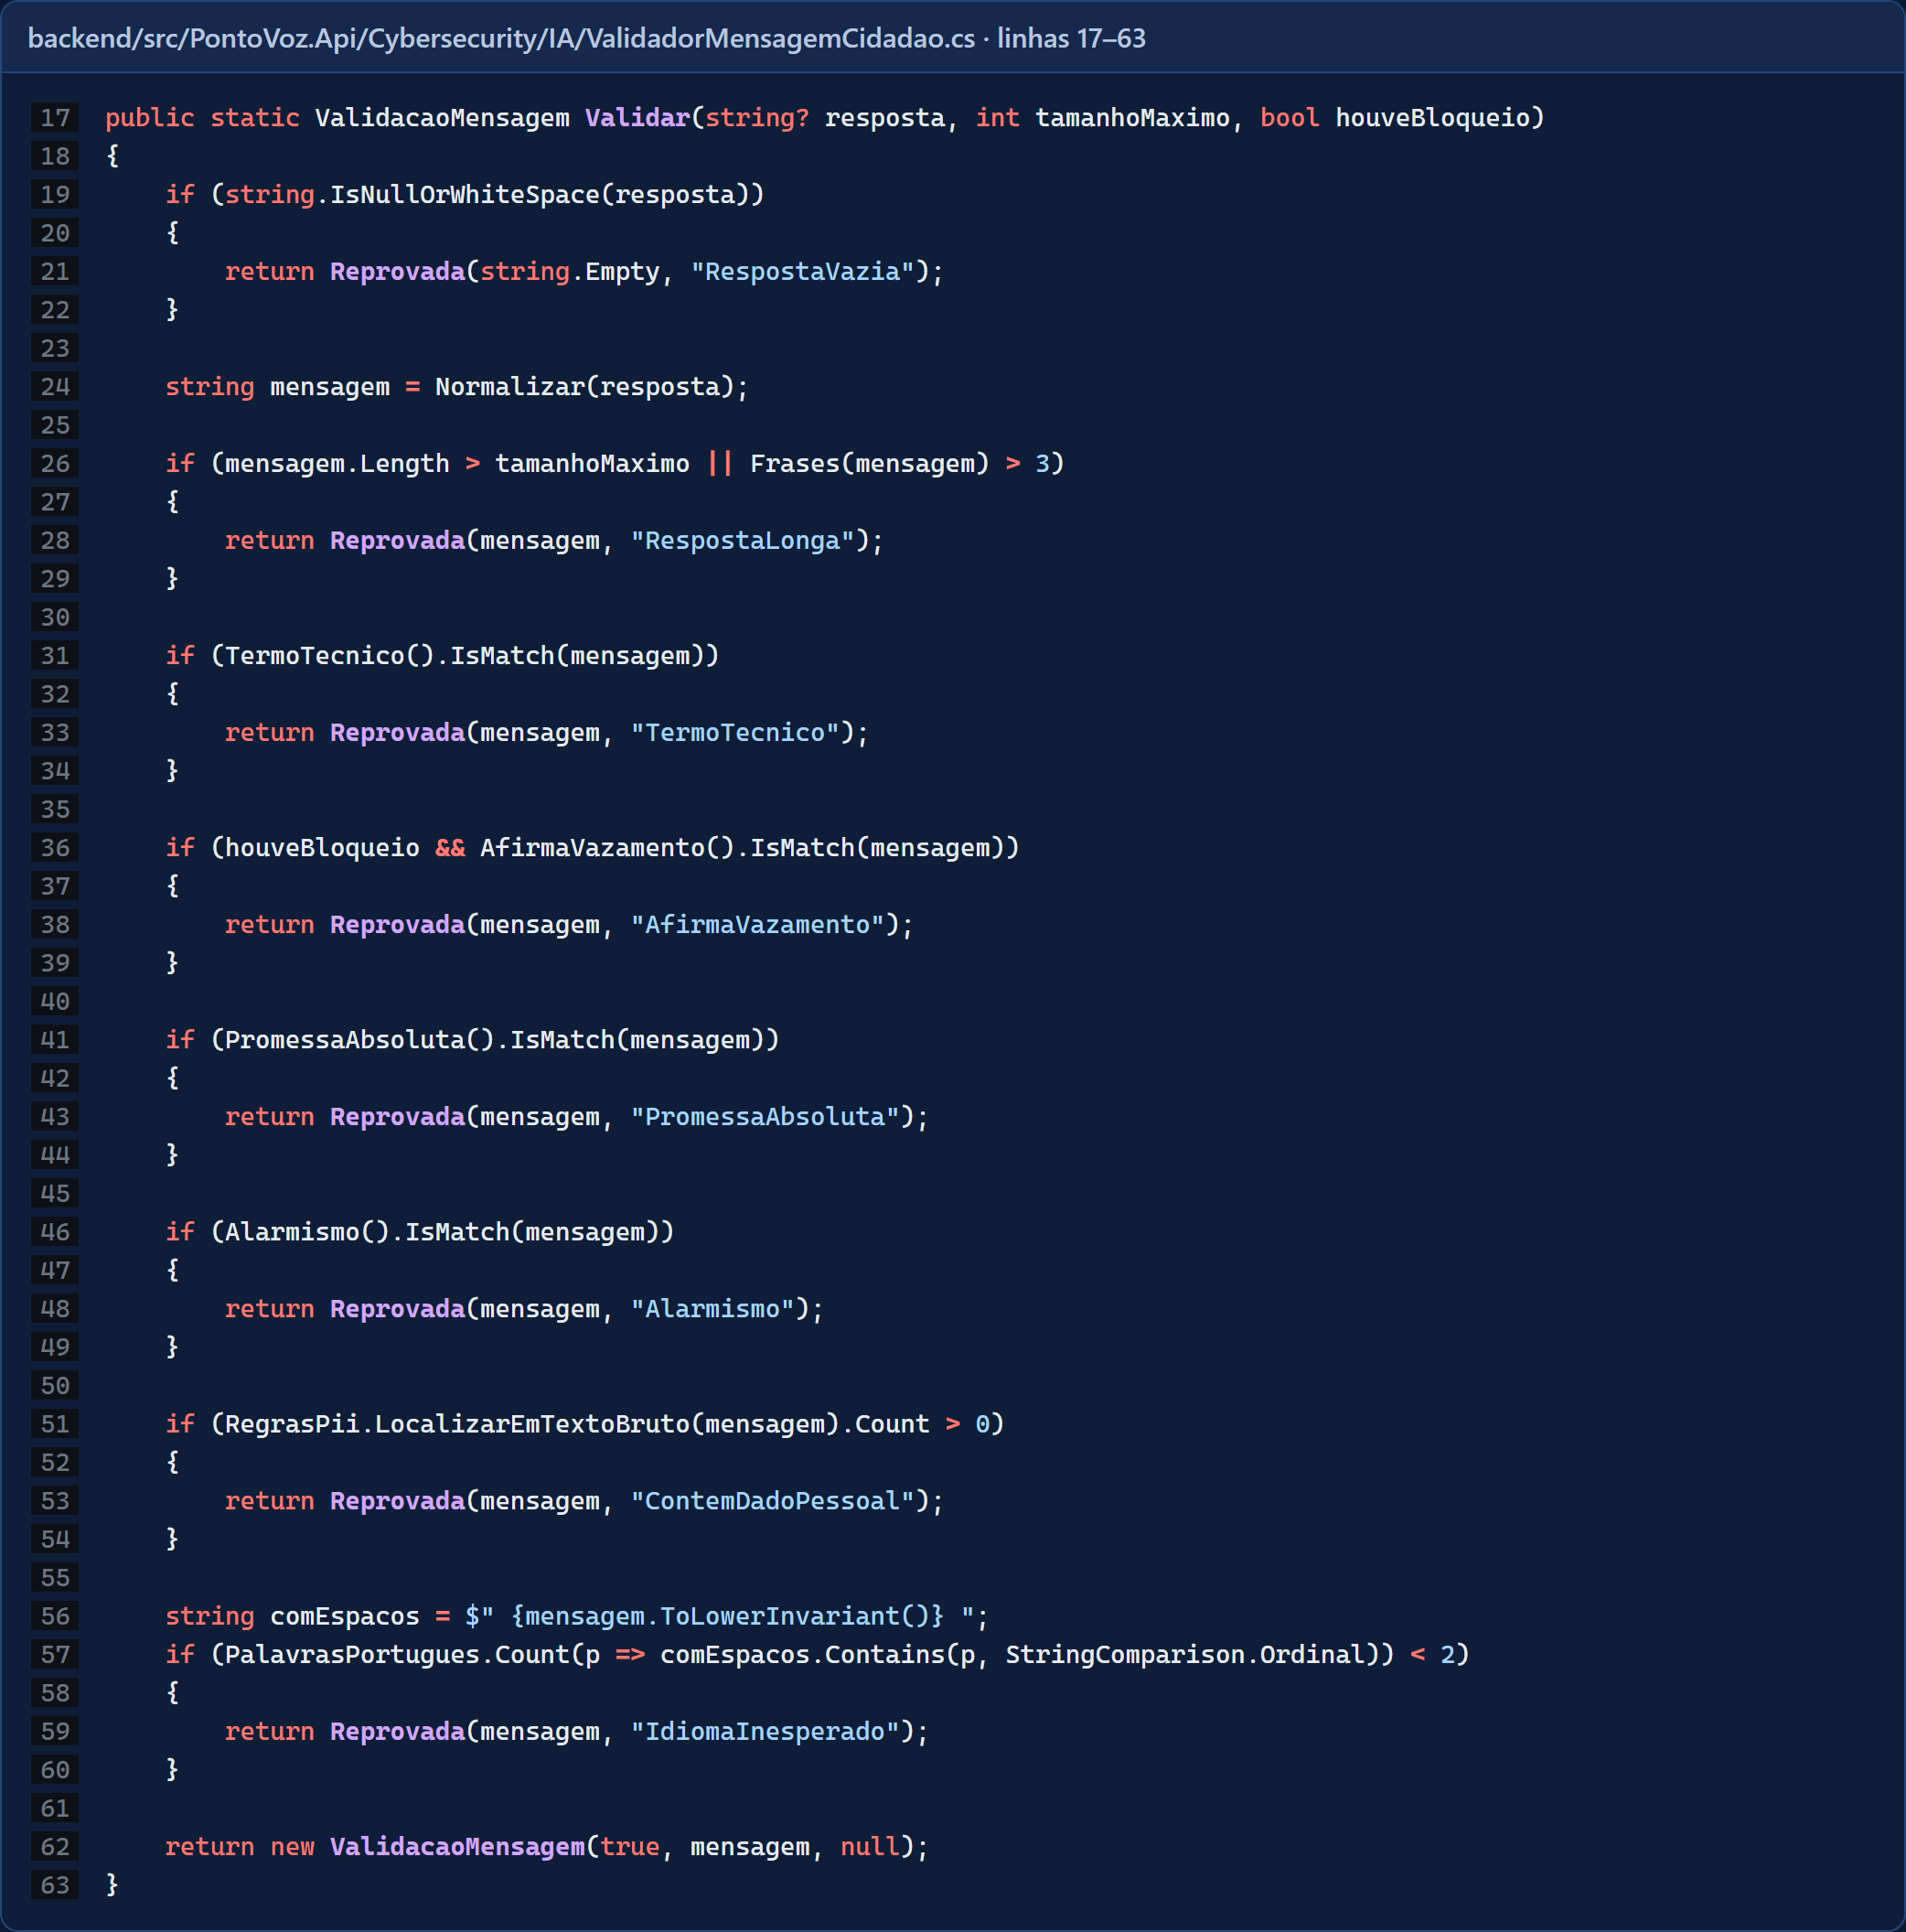 backend/src/PontoVoz.Api/Cybersecurity/IA/ValidadorMensagemCidadao.cs · linhas 17–63
17 public static ValidacaoMensagem Validar(string? resposta, int tamanhoMaximo, bool houveBloqueio)
18 {
19     if (string.IsNullOrWhiteSpace(resposta))
20     {
21         return Reprovada(string.Empty, "RespostaVazia");
22     }
23
24     string mensagem = Normalizar(resposta);
25
26     if (mensagem.Length > tamanhoMaximo || Frases(mensagem) > 3)
27     {
28         return Reprovada(mensagem, "RespostaLonga");
29     }
30
31     if (TermoTecnico().IsMatch(mensagem))
32     {
33         return Reprovada(mensagem, "TermoTecnico");
34     }
35
36     if (houveBloqueio && AfirmaVazamento().IsMatch(mensagem))
37     {
38         return Reprovada(mensagem, "AfirmaVazamento");
39     }
40
41     if (PromessaAbsoluta().IsMatch(mensagem))
42     {
43         return Reprovada(mensagem, "PromessaAbsoluta");
44     }
45
46     if (Alarmismo().IsMatch(mensagem))
47     {
48         return Reprovada(mensagem, "Alarmismo");
49     }
50
51     if (RegrasPii.LocalizarEmTextoBruto(mensagem).Count > 0)
52     {
53         return Reprovada(mensagem, "ContemDadoPessoal");
54     }
55
56     string comEspacos = $" {mensagem.ToLowerInvariant()} ";
57     if (PalavrasPortugues.Count(p => comEspacos.Contains(p, StringComparison.Ordinal)) < 2)
58     {
59         return Reprovada(mensagem, "IdiomaInesperado");
60     }
61
62     return new ValidacaoMensagem(true, mensagem, null);
63 }